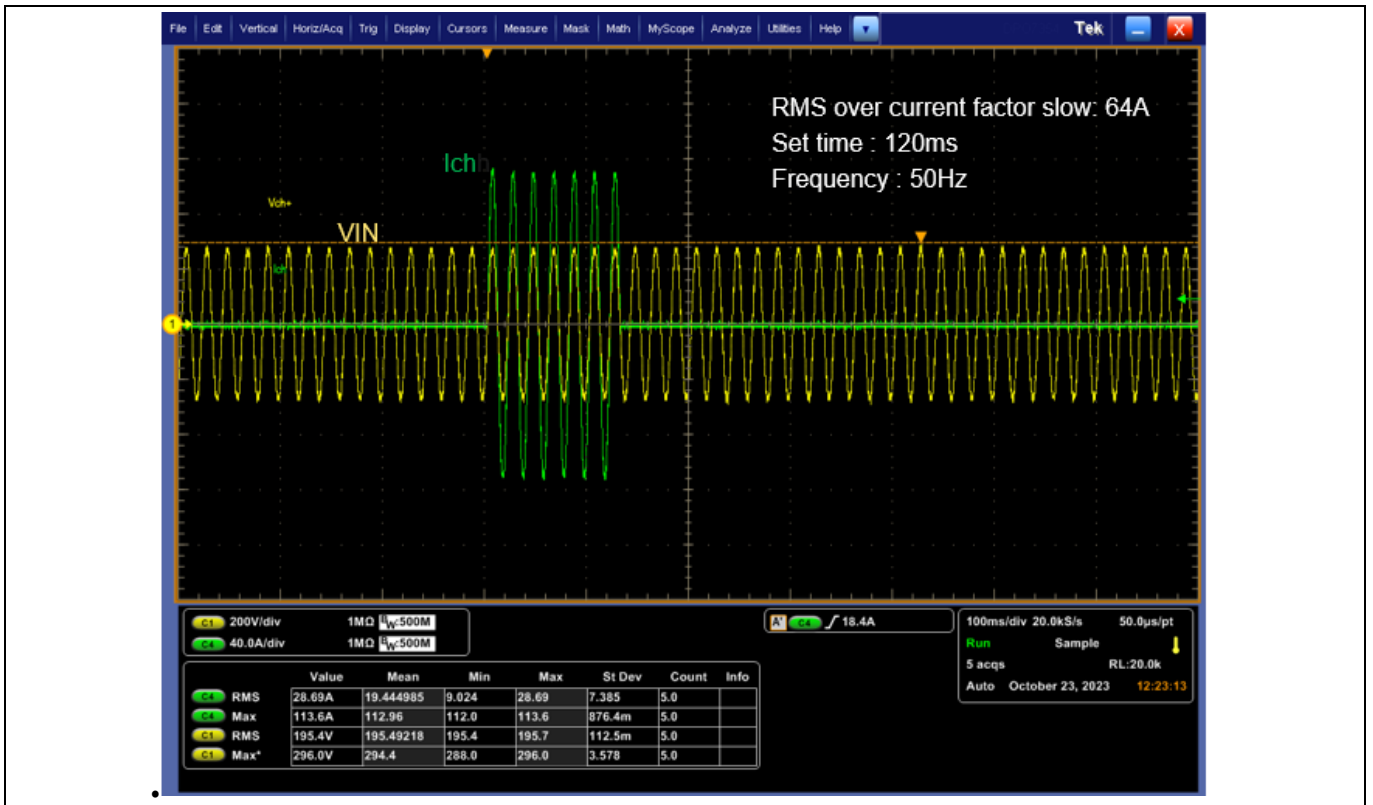 File Edit Vertical Horiz/Acq Trig Display Cursors Measure Mask Math MyScope Analyze Utilities Help Tek X
RMS over current factor slow: 64A
Set time : 120ms
Frequency : 50Hz
Ich
Vch+
VIN
Ich
1
C1 200V/div 1MΩ BW:500M
C4 40.0A/div 1MΩ BW:500M
A' C4 18.4A
100ms/div 20.0kS/s 50.0µs/pt
Run Sample
5 acqs RL:20.0k
Auto October 23, 2023 12:23:13
Value Mean Min Max St Dev Count Info
C4 RMS 28.69A 19.444985 9.024 28.69 7.385 5.0
C4 Max 113.6A 112.96 112.0 113.6 876.4m 5.0
C1 RMS 195.4V 195.49218 195.4 195.7 112.5m 5.0
C1 Max* 296.0V 294.4 288.0 296.0 3.578 5.0